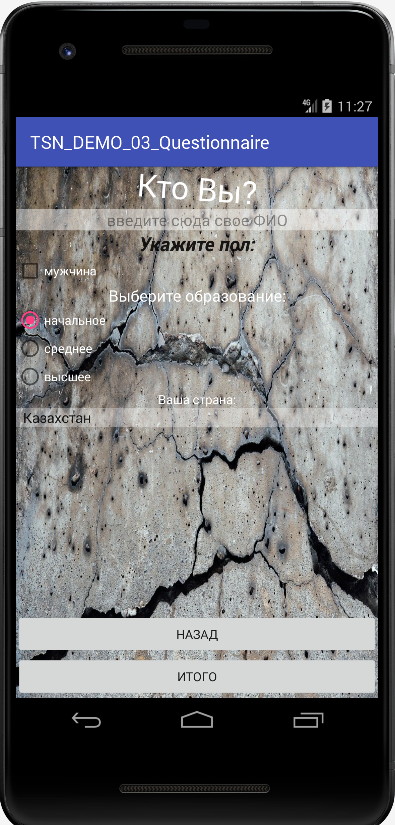 4G 11:27
TSN_DEMO_03_Questionnaire
Кто Вы?
введите сюда свое ФИО
Укажите пол:
мужчина
Выберите образование:
начальное
среднее
высшее
Ваша страна:
Казахстан
НАЗАД
ИТОГО